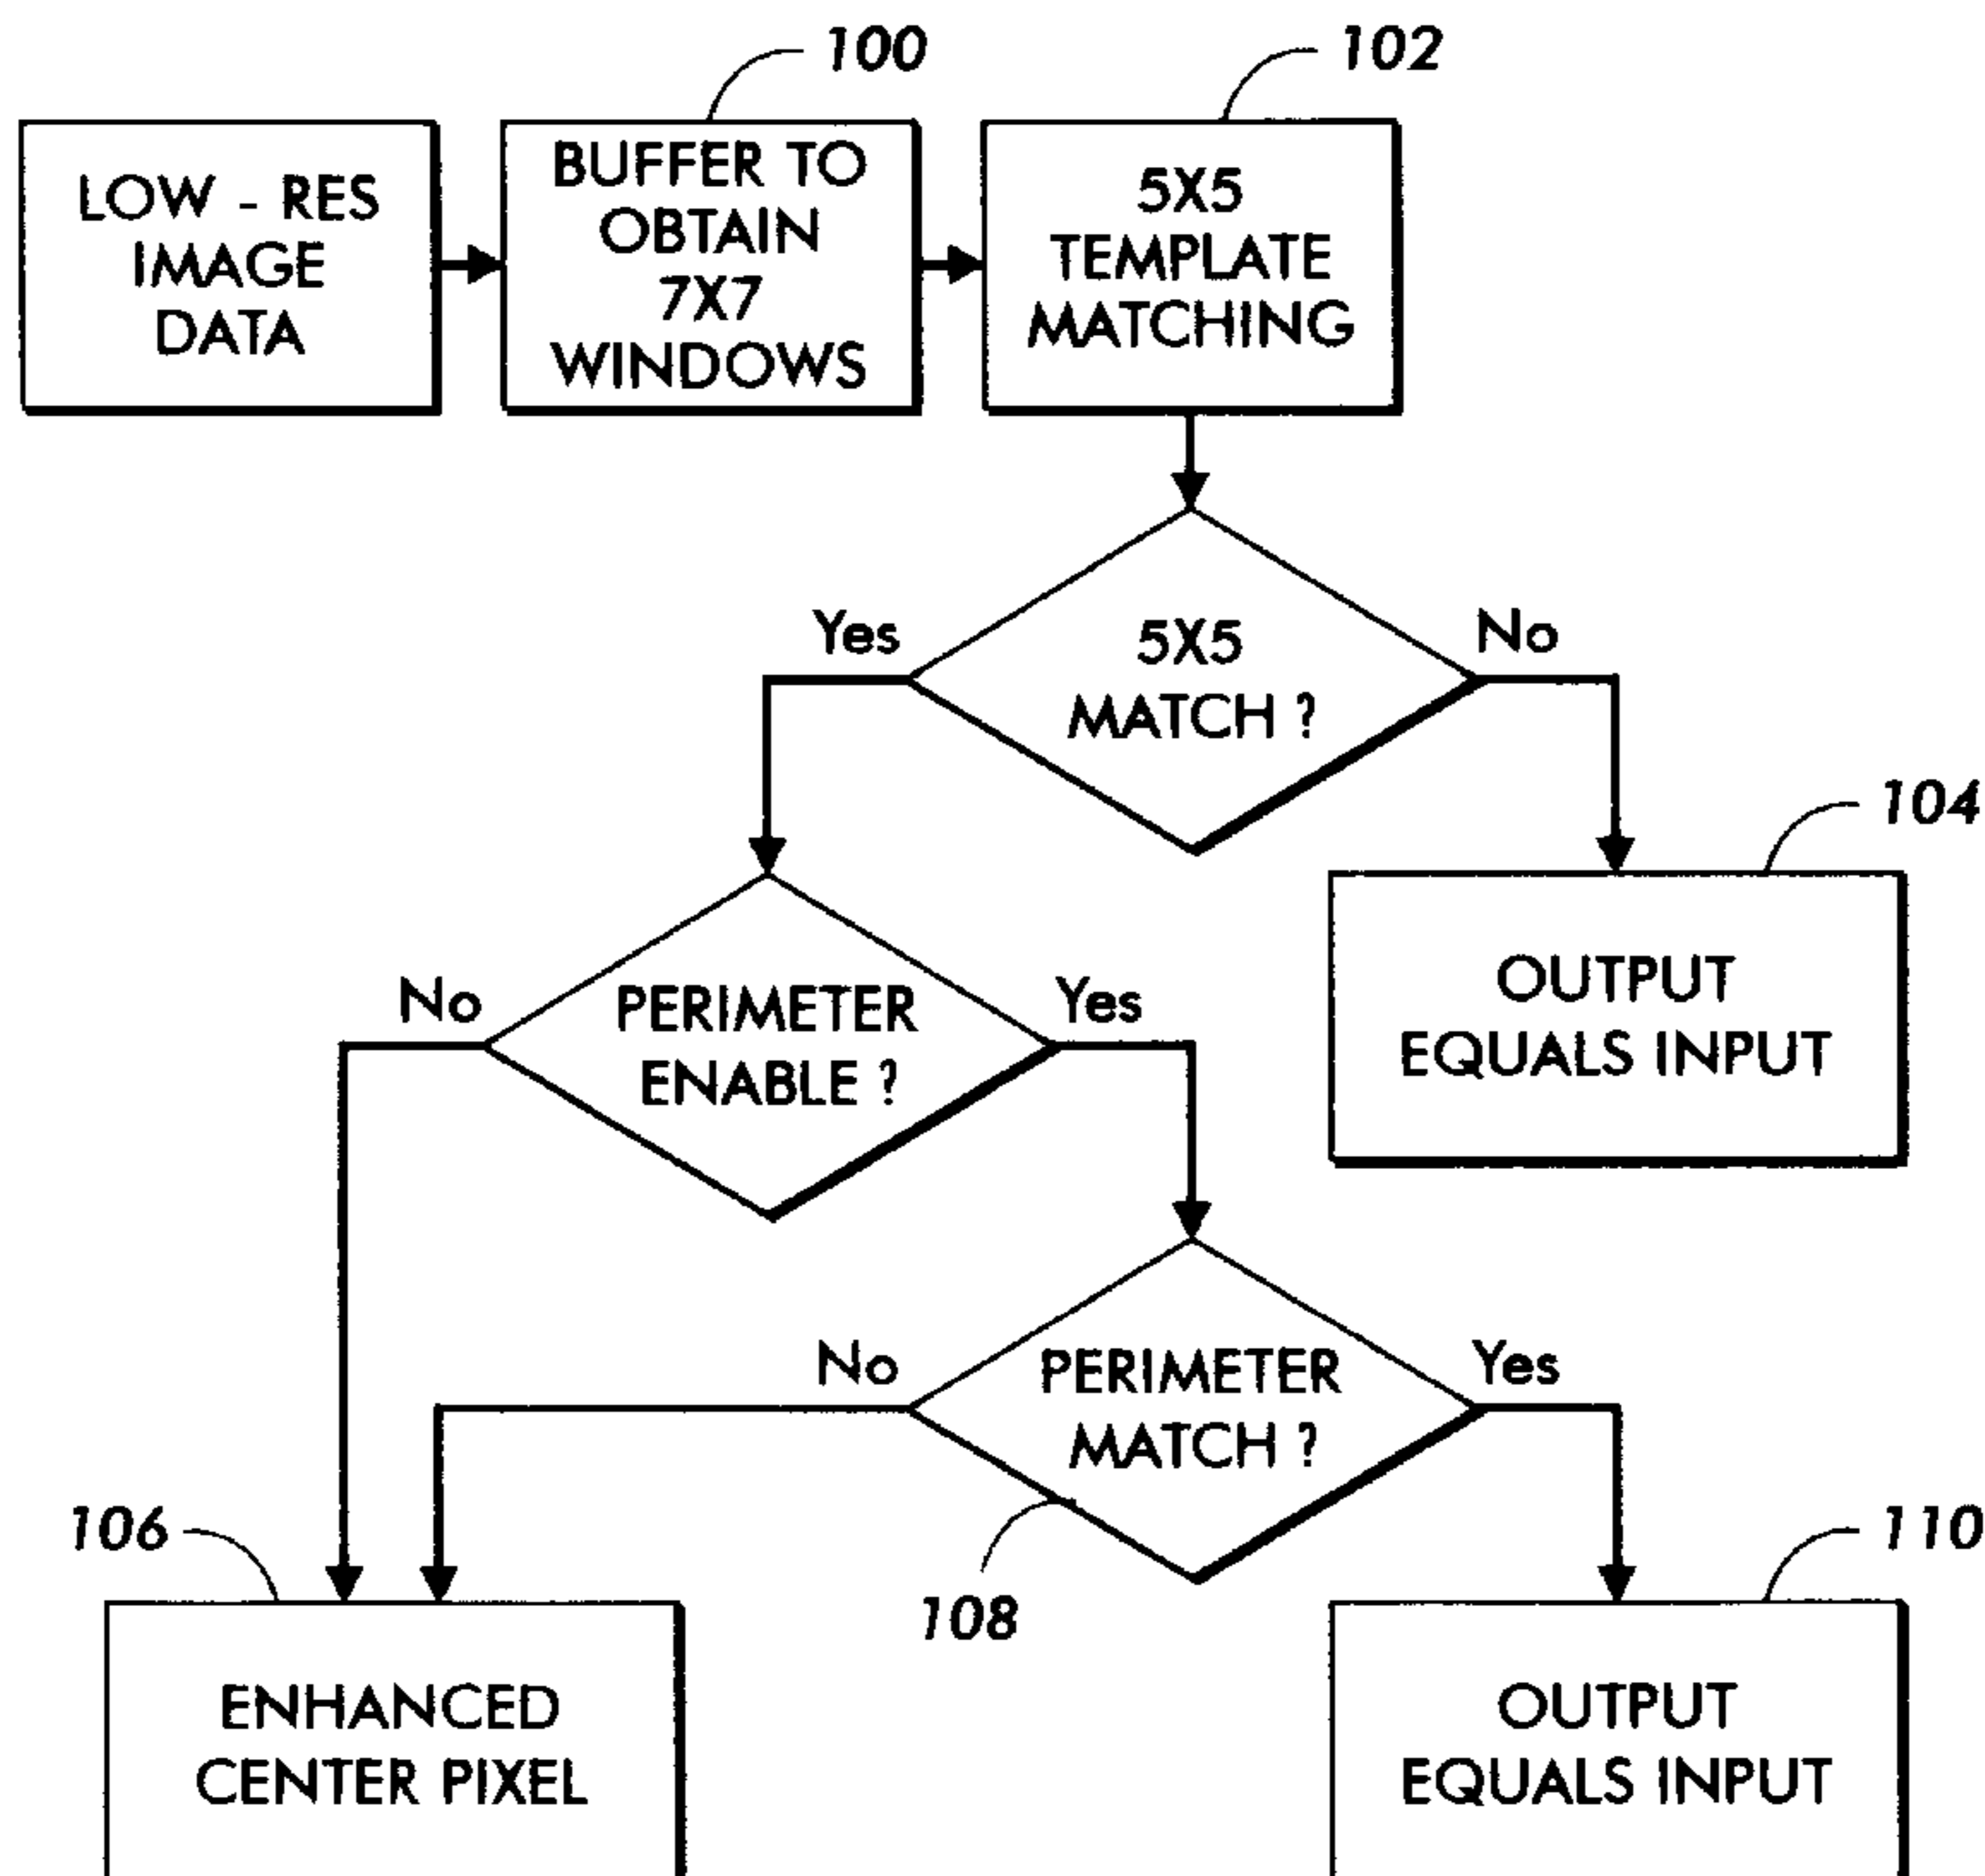 100
102
LOW - RES
IMAGE
DATA
BUFFER TO
OBTAIN
7X7
WINDOWS
5X5
TEMPLATE
MATCHING
Yes
5X5
MATCH ?
No
104
No
PERIMETER
ENABLE ?
Yes
OUTPUT
EQUALS INPUT
No
PERIMETER
MATCH ?
Yes
106
108
110
ENHANCED
CENTER PIXEL
OUTPUT
EQUALS INPUT